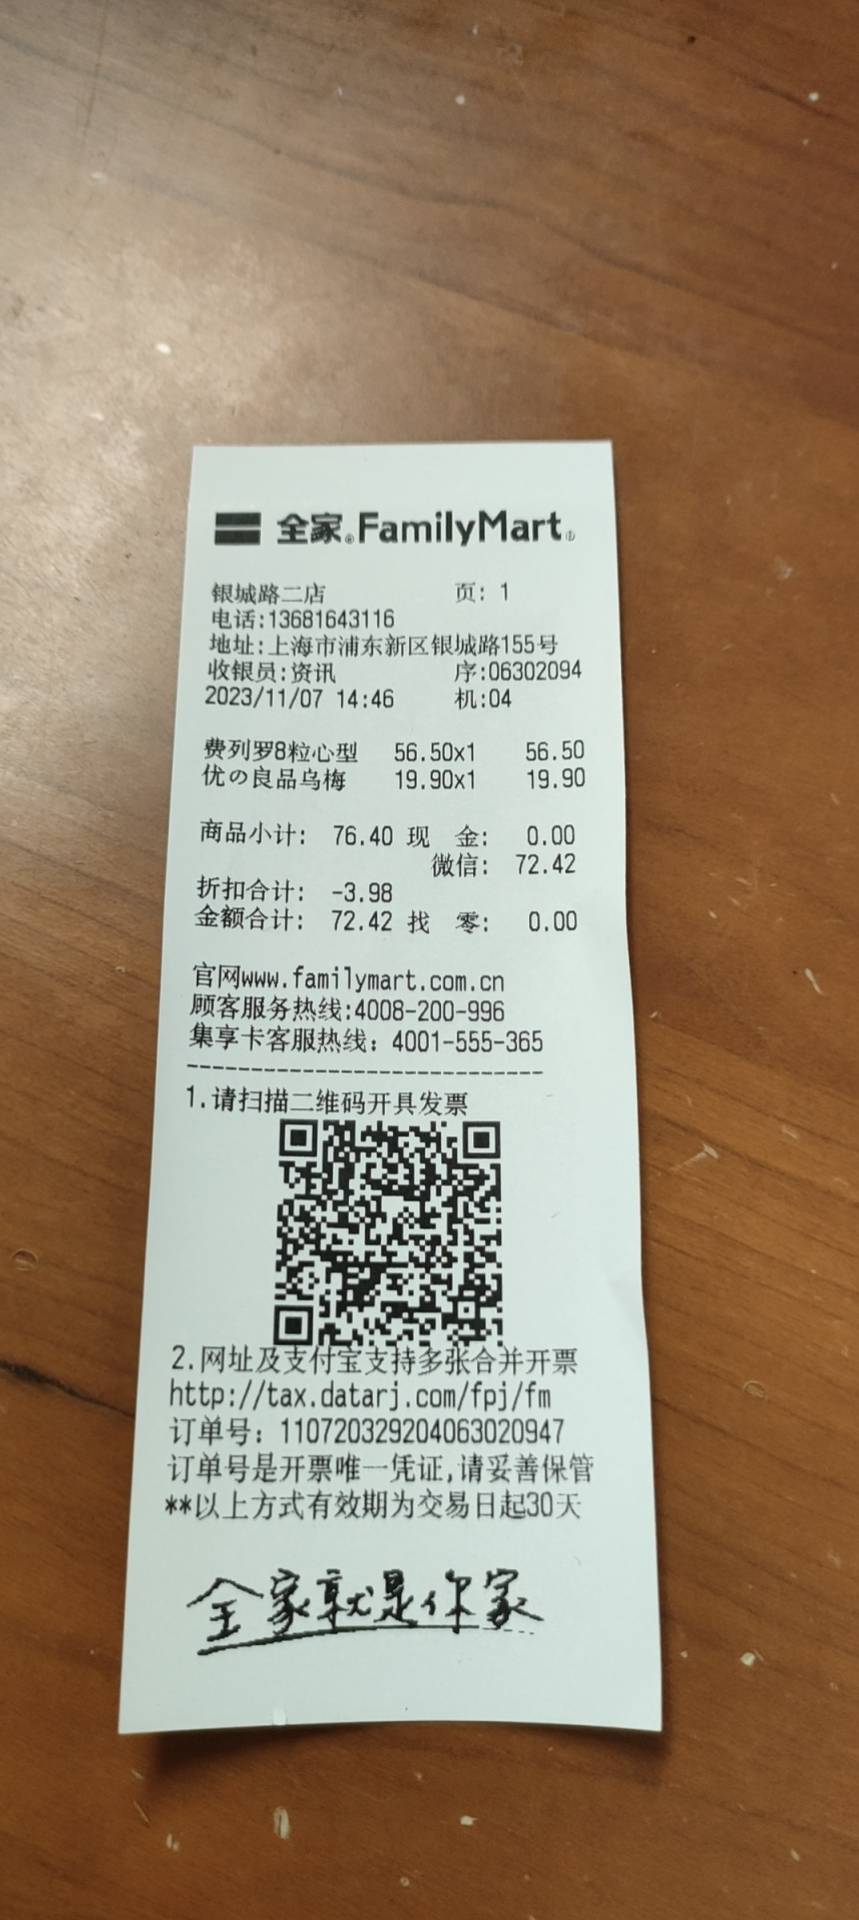 全家®FamilyMart
银城路二店 页: 1
电话:13681643116
地址:上海市浦东新区银城路155号
收银员:资讯 序:06302094
2023/11/07 14:46 机:04
费列罗8粒心型 56.50x1 56.50
优の良品乌梅 19.90x1 19.90
商品小计: 76.40 现 金: 0.00
微信: 72.42
折扣合计: -3.98
金额合计: 72.42 找 零: 0.00
官网www.familymart.com.cn
顾客服务热线:4008-200-996
集享卡客服热线: 4001-555-365
------------------------------
1.请扫描二维码开具发票
2.网址及支付宝支持多张合并开票
http://tax.datarj.com/fpj/fm
订单号: 110720329204063020947
订单号是开票唯一凭证,请妥善保管
**以上方式有效期为交易日起30天
全家就是你家